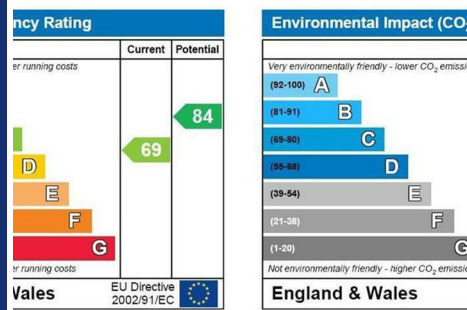 ncy Rating
Current Potential
er running costs
84
69
D
E
F
G
er running costs
Wales
EU Directive
2002/91/EC
Environmental Impact (CO₂
Very environmentally friendly - lower CO₂ emissi
(92-100) A
(81-91) B
(69-80) C
(55-68) D
(39-54) E
(21-38) F
(1-20) G
Not environmentally friendly - higher CO₂ emission
England & Wales